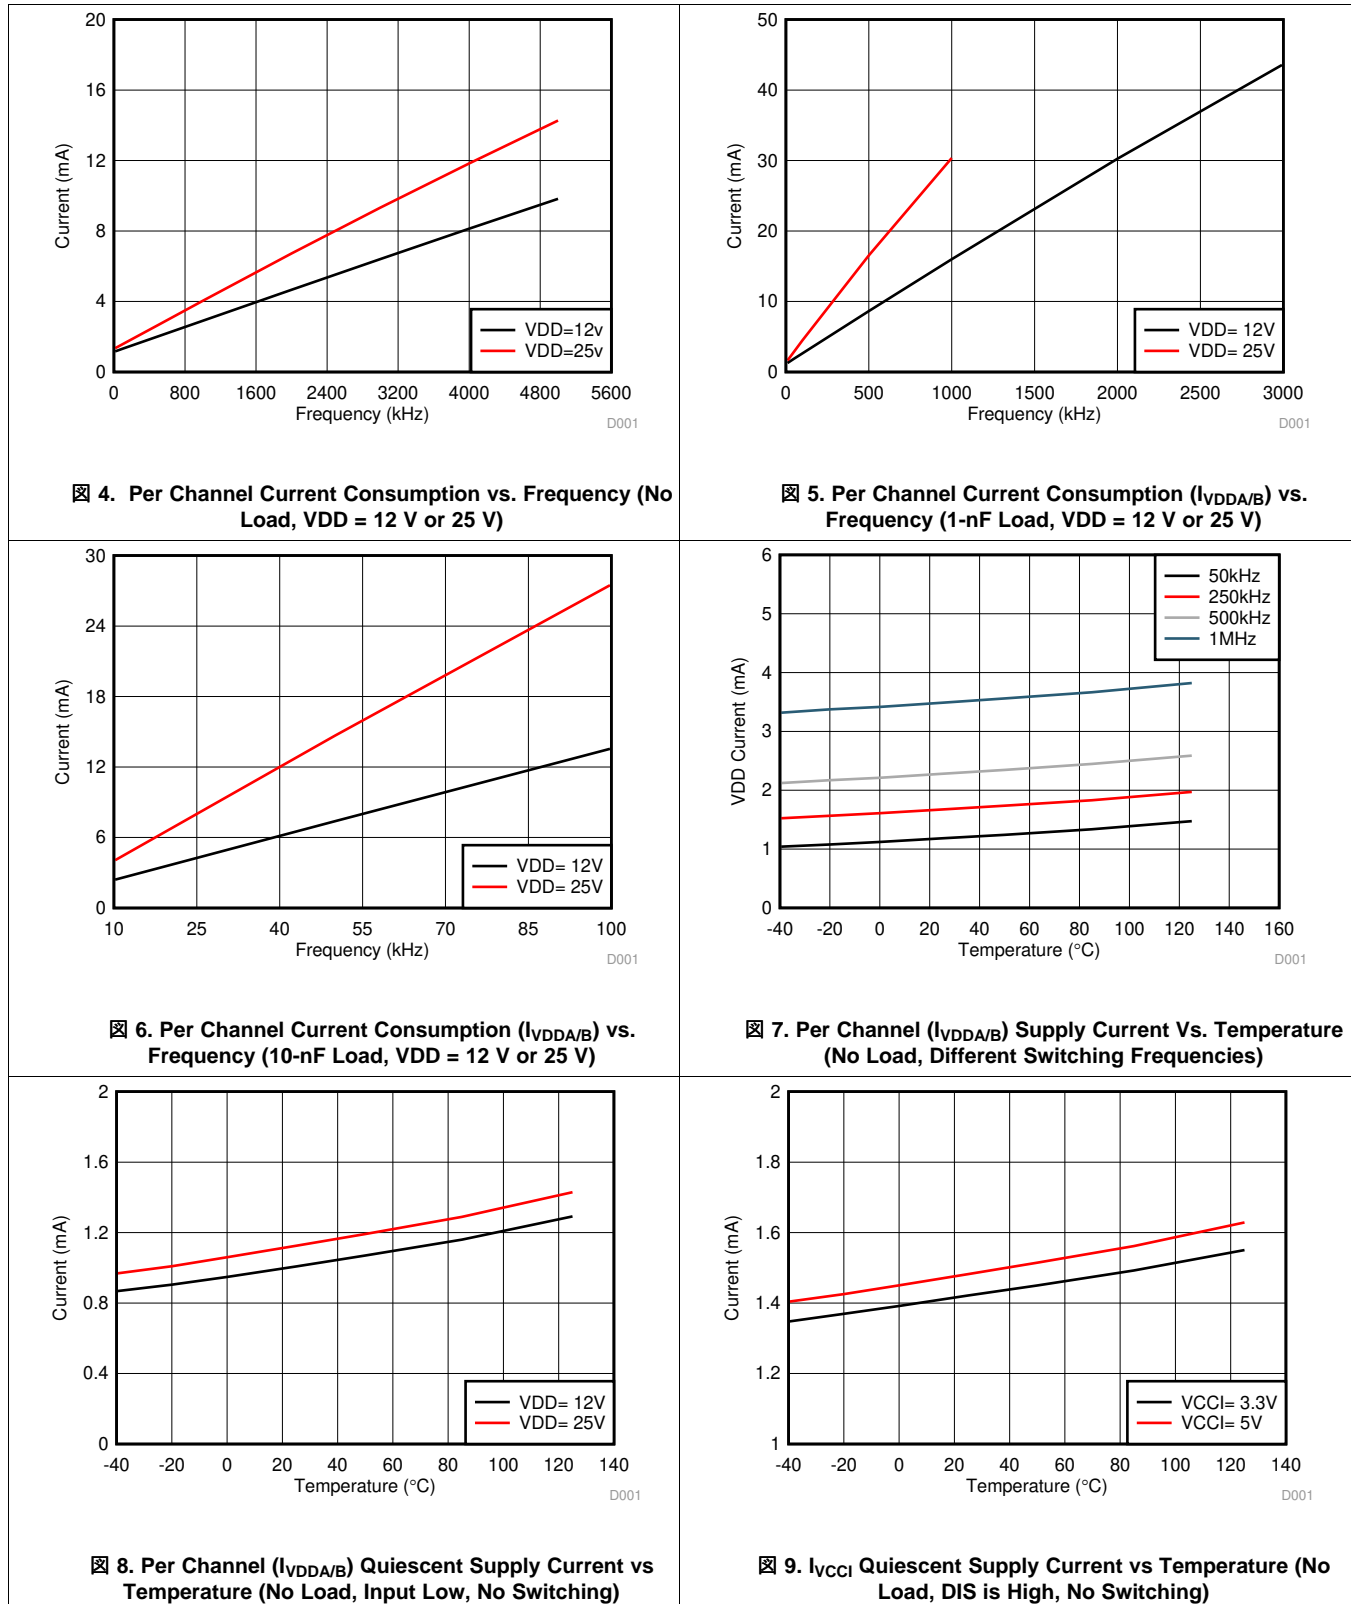 20
16
12
8
4
0
Current (mA)
VDD=12v
VDD=25v
0 800 1600 2400 3200 4000 4800 5600
Frequency (kHz)
D001
図 4. Per Channel Current Consumption vs. Frequency (No
Load, VDD = 12 V or 25 V)
50
40
30
20
10
0
Current (mA)
VDD= 12V
VDD= 25V
0 500 1000 1500 2000 2500 3000
Frequency (kHz)
D001
図 5. Per Channel Current Consumption (IVDDA/B) vs.
Frequency (1-nF Load, VDD = 12 V or 25 V)
30
24
18
12
6
0
Current (mA)
VDD= 12V
VDD= 25V
10 25 40 55 70 85 100
Frequency (kHz)
D001
図 6. Per Channel Current Consumption (IVDDA/B) vs.
Frequency (10-nF Load, VDD = 12 V or 25 V)
6
5
4
3
2
1
0
VDD Current (mA)
50kHz
250kHz
500kHz
1MHz
-40 -20 0 20 40 60 80 100 120 140 160
Temperature (°C)
D001
図 7. Per Channel (IVDDA/B) Supply Current Vs. Temperature
(No Load, Different Switching Frequencies)
2
1.6
1.2
0.8
0.4
0
Current (mA)
VDD= 12V
VDD= 25V
-40 -20 0 20 40 60 80 100 120 140
Temperature (°C)
D001
図 8. Per Channel (IVDDA/B) Quiescent Supply Current vs
Temperature (No Load, Input Low, No Switching)
2
1.8
1.6
1.4
1.2
1
Current (mA)
VCCI= 3.3V
VCCI= 5V
-40 -20 0 20 40 60 80 100 120 140
Temperature (°C)
D001
図 9. IVCCI Quiescent Supply Current vs Temperature (No
Load, DIS is High, No Switching)